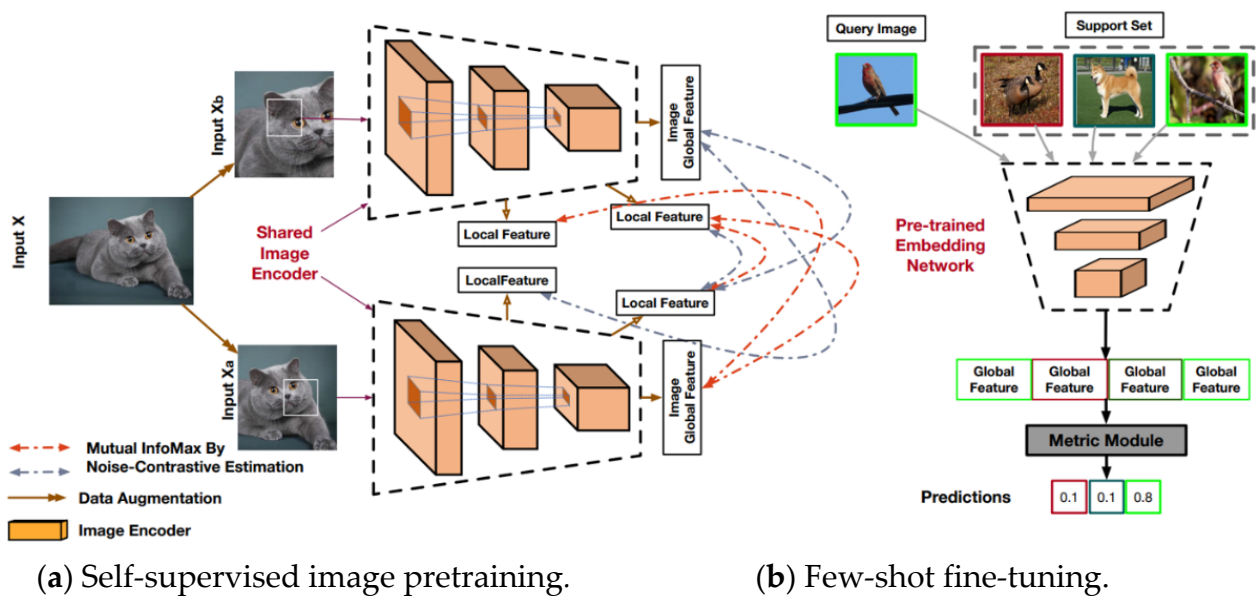 Input X
Input Xb
Input Xa
Shared
Image
Encoder
Image
Global Feature
Local Feature
Local Feature
LocalFeature
Local Feature
Image
Global Feature
Mutual InfoMax By
Noise-Contrastive Estimation
Data Augmentation
Image Encoder
(a) Self-supervised image pretraining.
Query Image
Support Set
Pre-trained
Embedding
Network
Global
Feature
Global
Feature
Global
Feature
Global
Feature
Metric Module
Predictions
0.1
0.1
0.8
(b) Few-shot fine-tuning.